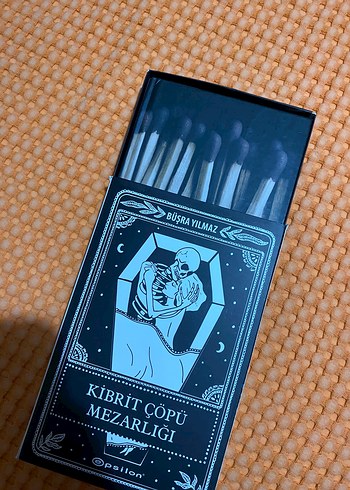 BÜŞRA YILMAZ
KİBRİT ÇÖPÜ
MEZARLIĞI
epsilon